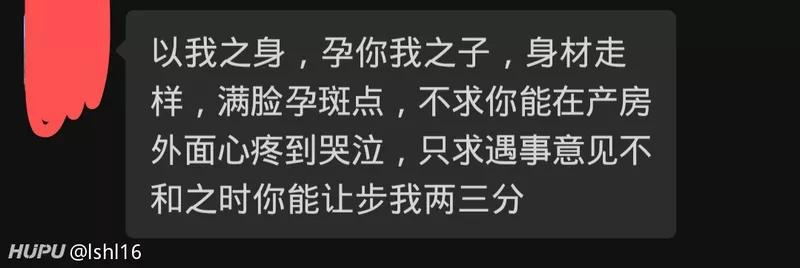 以我之身，孕你我之子，身材走
样，满脸孕斑点，不求你能在产房
外面心疼到哭泣，只求遇事意见不
和之时你能让步我两三分
HUPU @lshl16